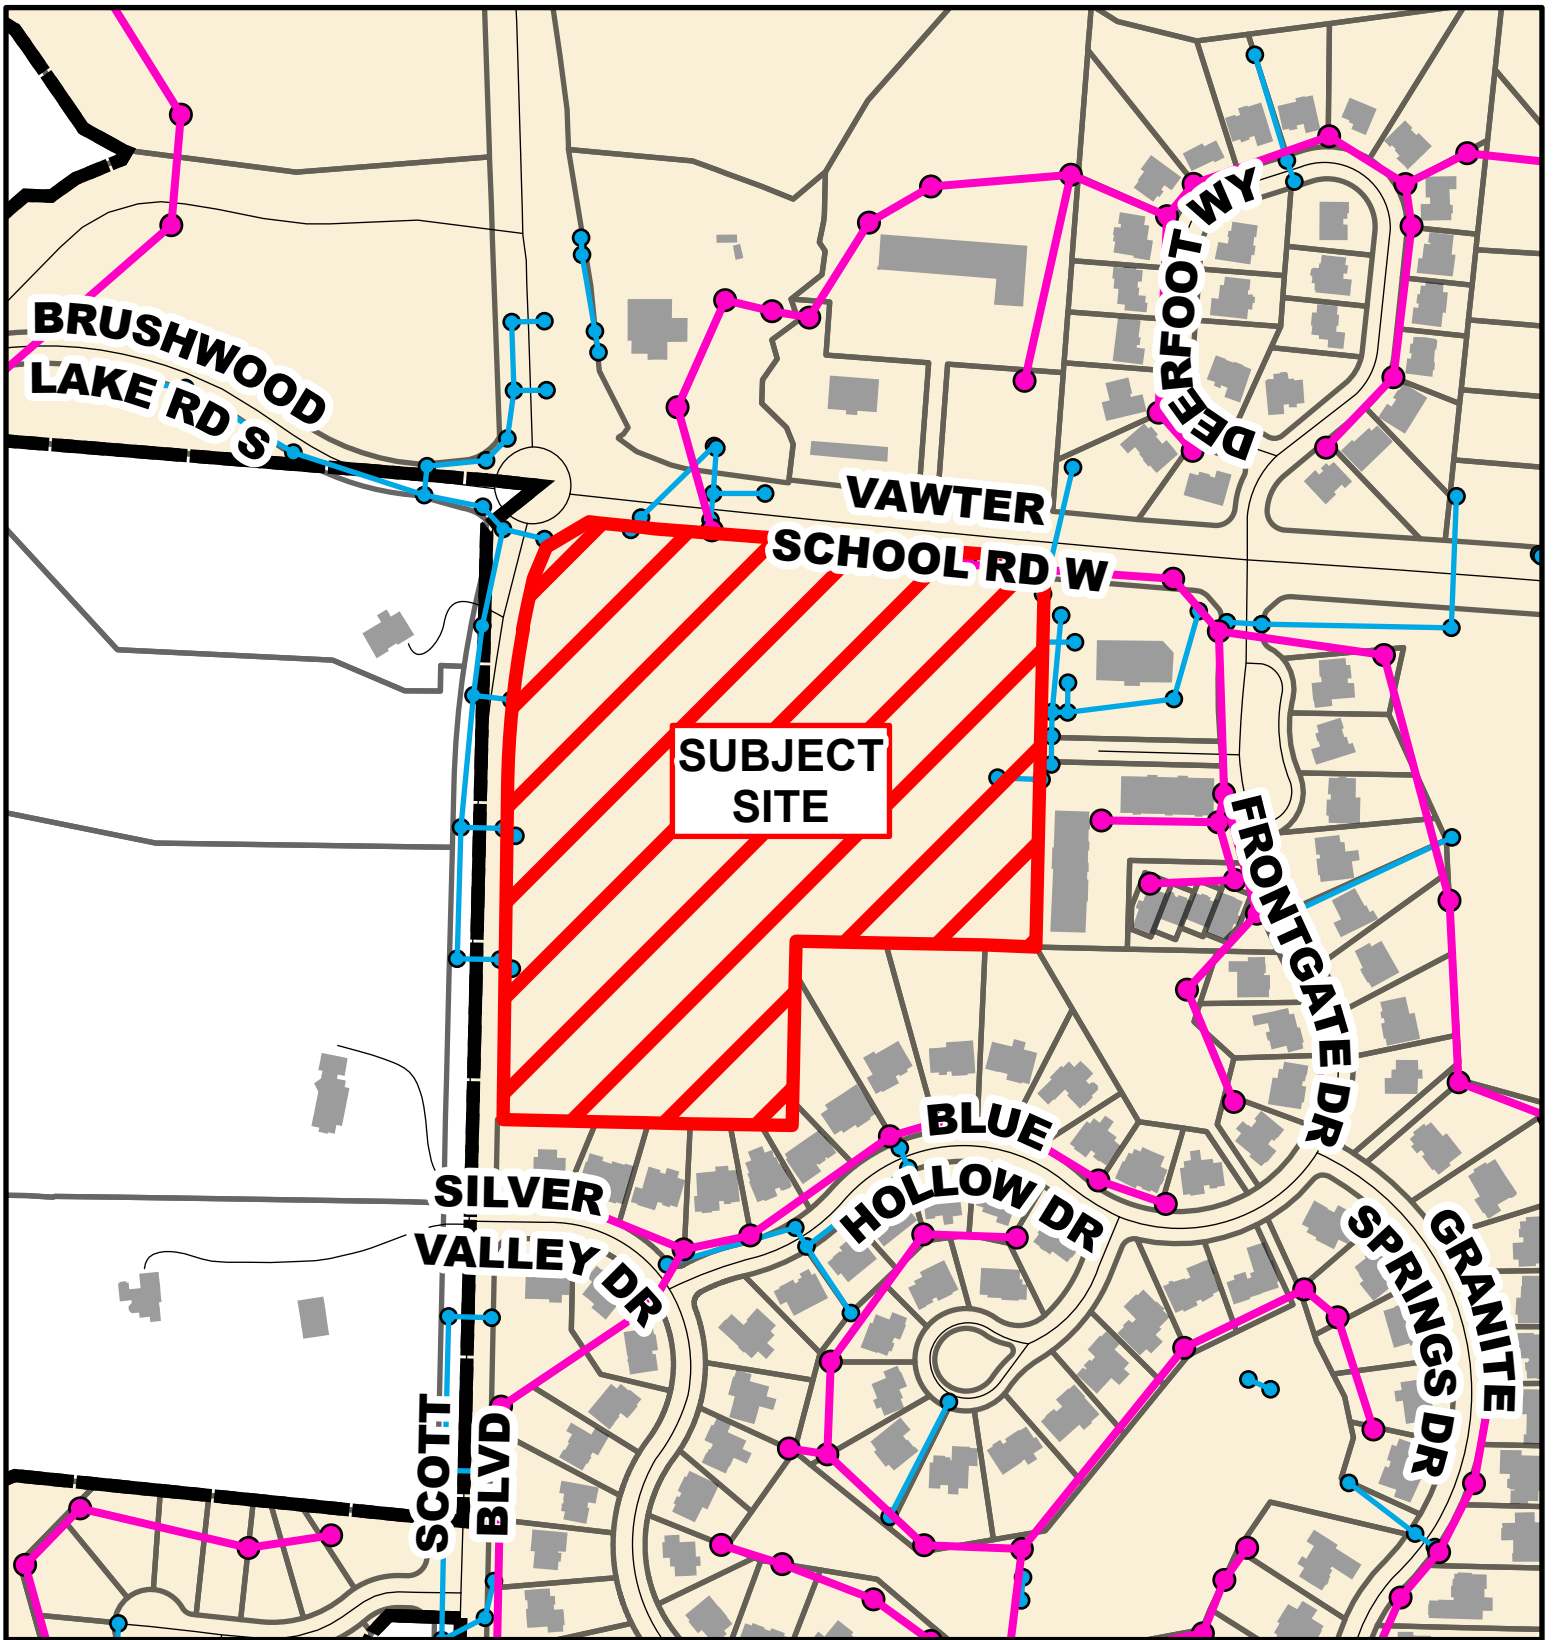 DEERFOOT WY
BRUSHWOOD
LAKE RD S
VAWTER
SCHOOL RD W
SUBJECT
SITE
FRONTGATE DR
BLUE
HOLLOW DR
SILVER
VALLEY DR
GRANITE
SPRINGS DR
SCOTT
BLVD